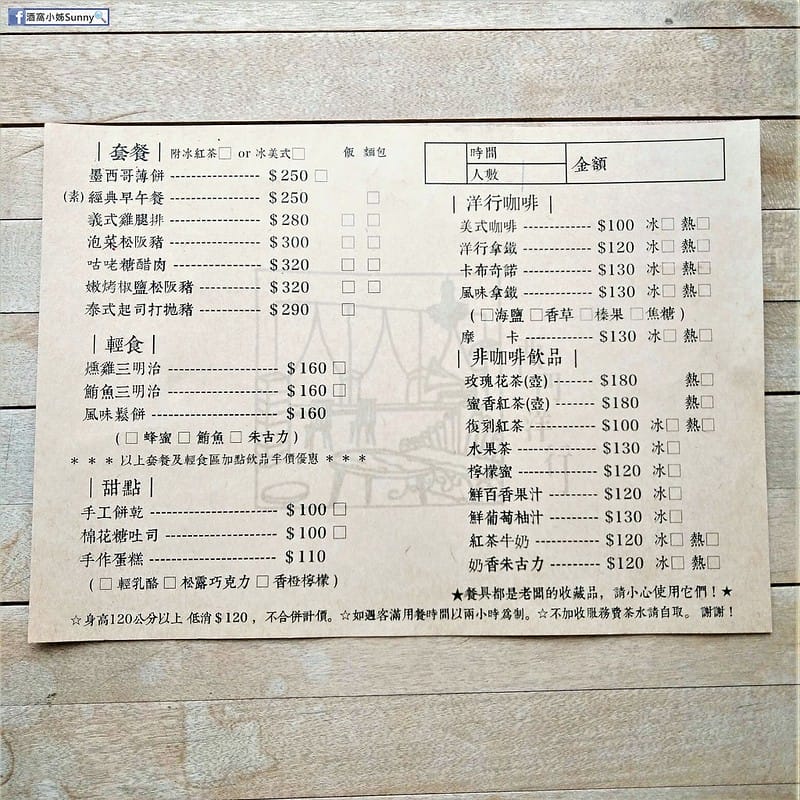 f 酒窩小姊Sunny
套餐 附冰紅茶□ or 冰美式□ 飯 麵包
墨西哥薄餅 $250 □
(素) 經典早午餐 $250 □
義式雞腿排 $280 □ □
泡菜松阪豬 $300 □ □
咕咾糖醋肉 $320 □ □
嫩烤椒鹽松阪豬 $320 □ □
泰式起司打拋豬 $290 □
輕食
燻雞三明治 $160 □
鮪魚三明治 $160 □
風味鬆餅 $160
(□ 蜂蜜 □ 鮪魚 □ 朱古力)
＊＊＊以上套餐及輕食區加點飲品半價優惠＊＊＊
甜點
手工餅乾 $100 □
棉花糖吐司 $100 □
手作蛋糕 $110
(□ 輕乳酪 □ 松露巧克力 □ 香橙檸檬)
時間
人數
金額
洋行咖啡
美式咖啡 $100 冰□ 熱□
洋行拿鐵 $120 冰□ 熱□
卡布奇諾 $130 冰□ 熱□
風味拿鐵 $130 冰□ 熱□
(□海鹽 □香草 □榛果 □焦糖)
摩卡 $130 冰□ 熱□
非咖啡飲品
玫瑰花茶(壺) $180 熱□
蜜香紅茶(壺) $180 熱□
復刻紅茶 $100 冰□ 熱□
水果茶 $130 冰□
檸檬蜜 $120 冰□
鮮百香果汁 $120 冰□
鮮葡萄柚汁 $130 冰□
紅茶牛奶 $120 冰□ 熱□
奶香朱古力 $120 冰□ 熱□
★餐具都是老闆的收藏品，請小心使用它們！★
☆身高120公分以上 低消$120，不合併計價。☆如遇客滿用餐時間以兩小時為制。☆不加收服務費茶水請自取。 謝謝！